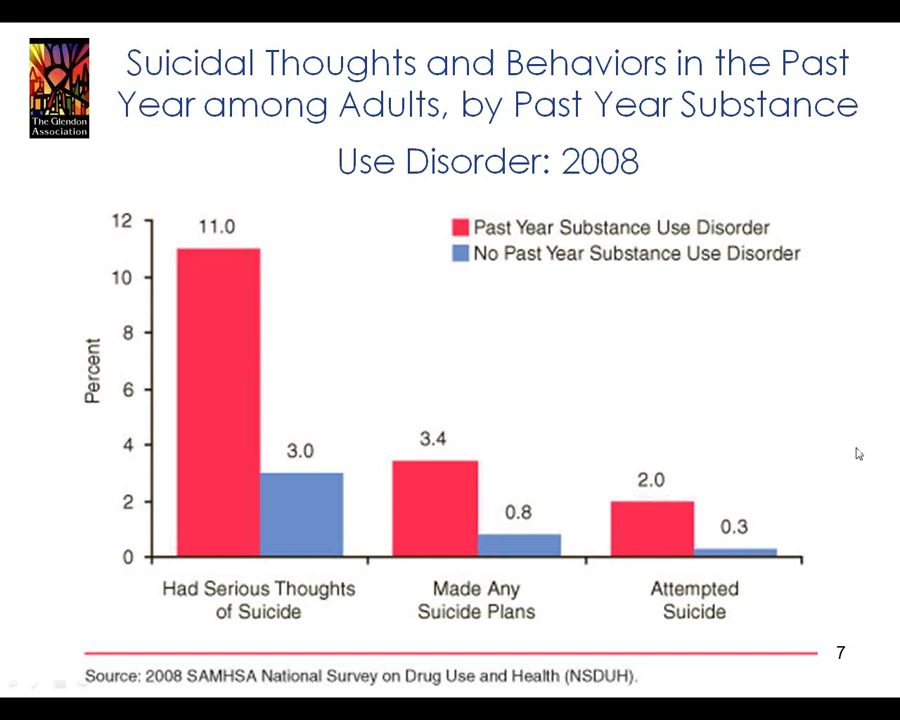 The Glendon
Association
Suicidal Thoughts and Behaviors in the Past
Year among Adults, by Past Year Substance
Use Disorder: 2008
Past Year Substance Use Disorder
No Past Year Substance Use Disorder
Percent
12
10
8
6
4
2
0
11.0
3.0
3.4
0.8
2.0
0.3
Had Serious Thoughts
of Suicide
Made Any
Suicide Plans
Attempted
Suicide
7
Source: 2008 SAMHSA National Survey on Drug Use and Health (NSDUH).